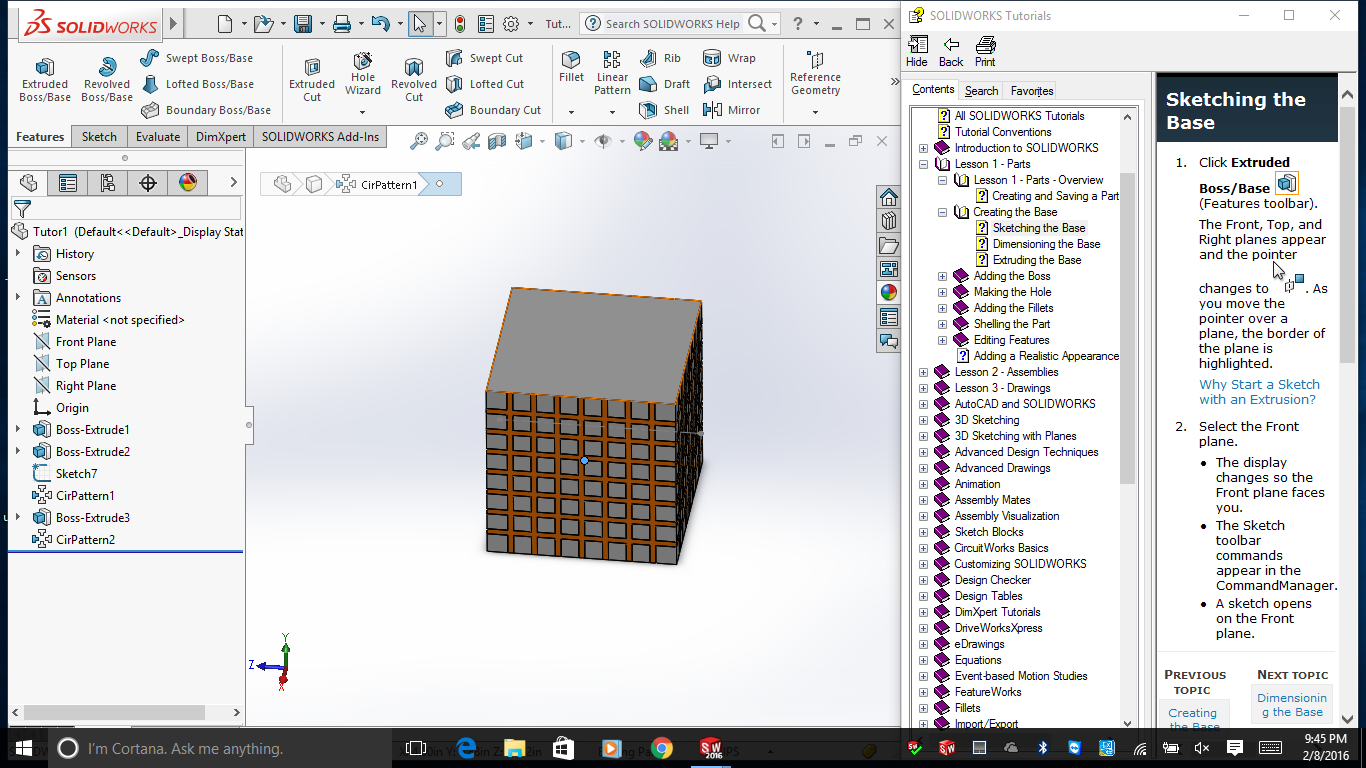 SOLIDWORKS
Tut...
Search SOLIDWORKS Help
Extruded Boss/Base
Revolved Boss/Base
Swept Boss/Base
Lofted Boss/Base
Boundary Boss/Base
Extruded Cut
Hole Wizard
Revolved Cut
Swept Cut
Lofted Cut
Boundary Cut
Fillet
Linear Pattern
Rib
Draft
Shell
Wrap
Intersect
Mirror
Reference Geometry
Features
Sketch
Evaluate
DimXpert
SOLIDWORKS Add-Ins
CirPattern1
Tutor1 (Default<<Default>_Display Stat
History
Sensors
Annotations
Material <not specified>
Front Plane
Top Plane
Right Plane
Origin
Boss-Extrude1
Boss-Extrude2
Sketch7
CirPattern1
Boss-Extrude3
CirPattern2
Y
Z
X
SOLIDWORKS Tutorials
Hide
Back
Print
Contents
Search
Favorites
All SOLIDWORKS Tutorials
Tutorial Conventions
Introduction to SOLIDWORKS
Lesson 1 - Parts
Lesson 1 - Parts - Overview
Creating and Saving a Part
Creating the Base
Sketching the Base
Dimensioning the Base
Extruding the Base
Adding the Boss
Making the Hole
Adding the Fillets
Shelling the Part
Editing Features
Adding a Realistic Appearance
Lesson 2 - Assemblies
Lesson 3 - Drawings
AutoCAD and SOLIDWORKS
3D Sketching
3D Sketching with Planes
Advanced Design Techniques
Advanced Drawings
Animation
Assembly Mates
Assembly Visualization
Sketch Blocks
CircuitWorks Basics
Customizing SOLIDWORKS
Design Checker
Design Tables
DimXpert Tutorials
DriveWorksXpress
eDrawings
Equations
Event-based Motion Studies
FeatureWorks
Fillets
Import/Export
Sketching the
Base
1. Click Extruded
Boss/Base
(Features toolbar).
The Front, Top, and
Right planes appear
and the pointer
changes to . As
you move the
pointer over a
plane, the border of
the plane is
highlighted.
Why Start a Sketch
with an Extrusion?
2. Select the Front
plane.
• The display
changes so the
Front plane faces
you.
• The Sketch
toolbar
commands
appear in the
CommandManager.
• A sketch opens
on the Front
plane.
PREVIOUS TOPIC
Creating the Base
NEXT TOPIC
Dimensionin
g the Base
I'm Cortana. Ask me anything.
SW
2016
9:45 PM
2/8/2016